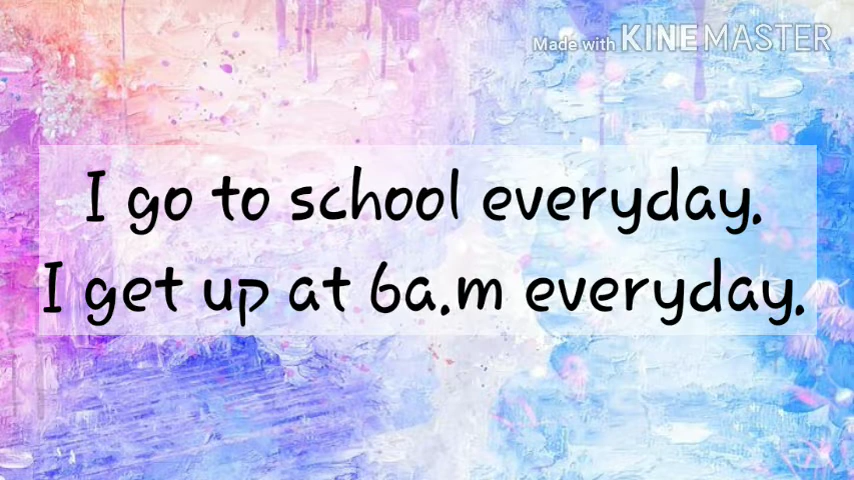 Made with KINEMASTER
I go to school everyday.
I get up at 6a.m everyday.